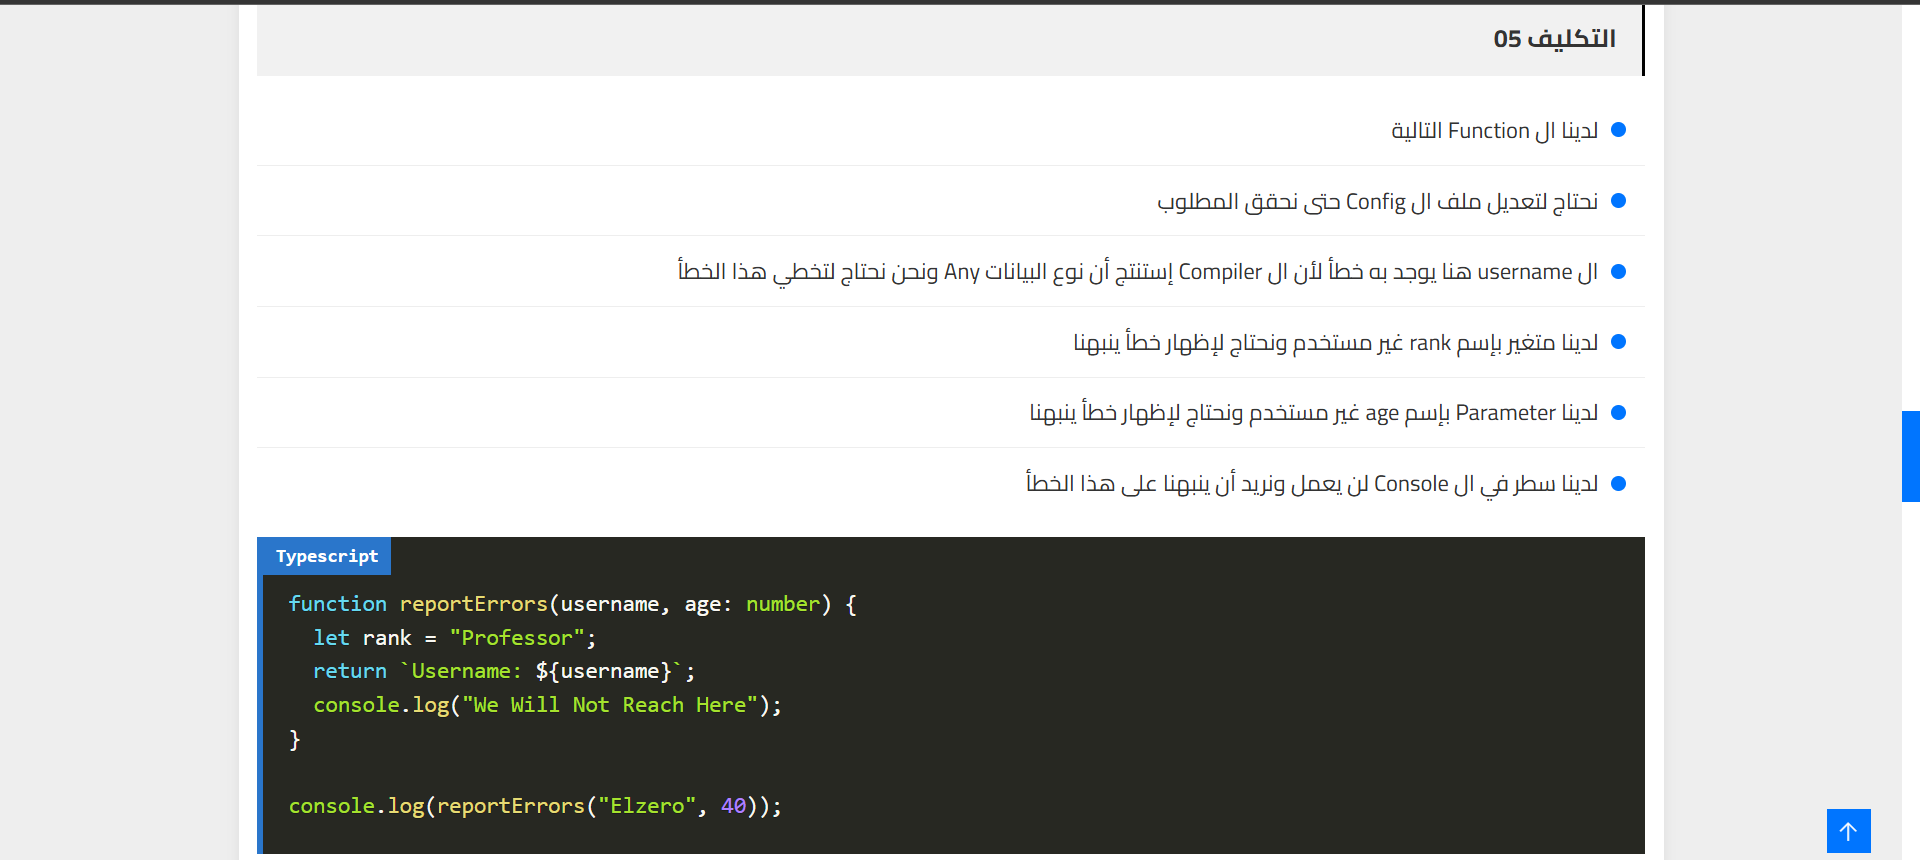 التكليف 05
لدينا ال Function التالية
نحتاج لتعديل ملف ال Config حتى نحقق المطلوب
ال username هنا يوجد به خطأ لأن ال Compiler إستنتج أن نوع البيانات Any ونحن نحتاج لتخطي هذا الخطأ
لدينا متغير بإسم rank غير مستخدم ونحتاج لإظهار خطأ ينبهنا
لدينا Parameter بإسم age غير مستخدم ونحتاج لإظهار خطأ ينبهنا
لدينا سطر في ال Console لن يعمل ونريد أن ينبهنا على هذا الخطأ
Typescript
function reportErrors(username, age: number) {
  let rank = "Professor";
  return `Username: ${username}`;
  console.log("We Will Not Reach Here");
}
console.log(reportErrors("Elzero", 40));